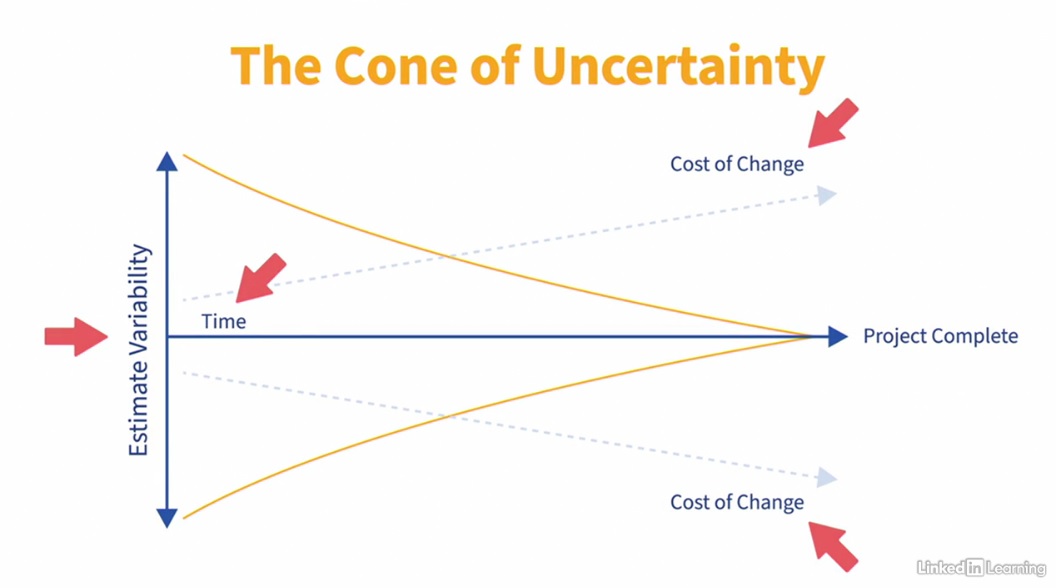 The Cone of Uncertainty
Cost of Change
Estimate Variability
Time
Project Complete
Cost of Change
Linked in Learning